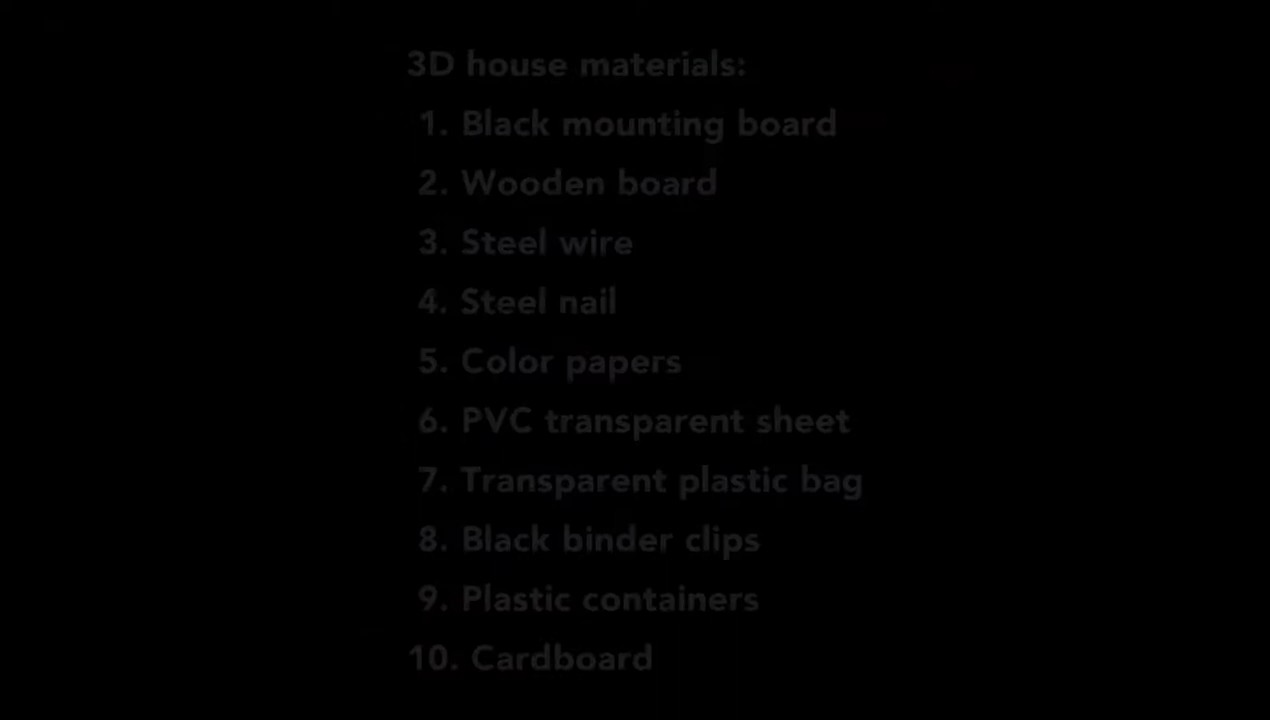 3D house materials:
1. Black mounting board
2. Wooden board
3. Steel wire
4. Steel nail
5. Color papers
6. PVC transparent sheet
7. Transparent plastic bag
8. Black binder clips
9. Plastic containers
10. Cardboard